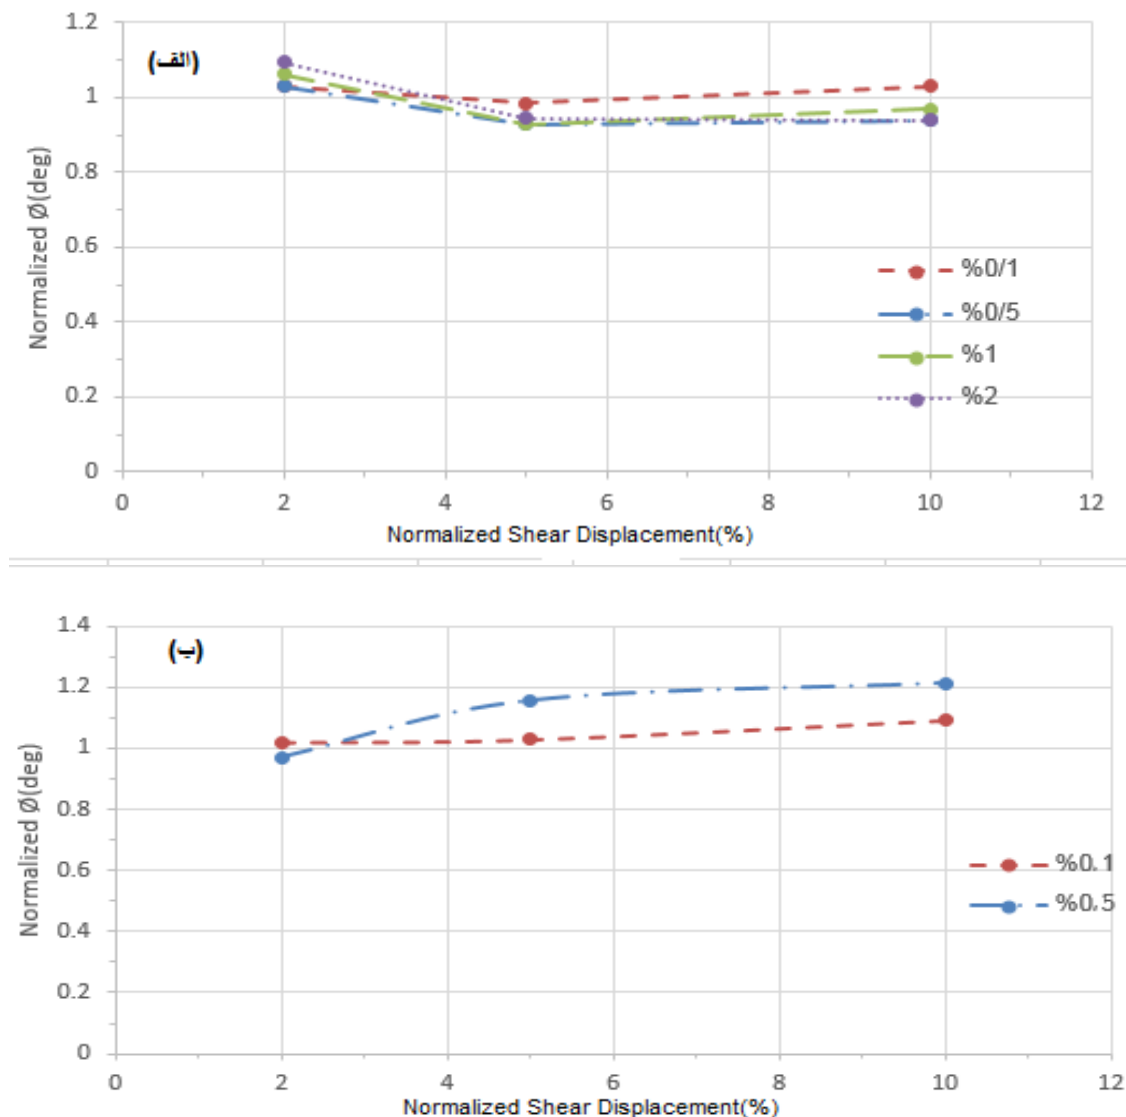 (الف)
1.2
1
0.8
0.6
0.4
0.2
0
Normalized Ø(deg)
%0/1
%0/5
%1
%2
0 2 4 6 8 10 12
Normalized Shear Displacement(%)
(ب)
1.4
1.2
1
0.8
0.6
0.4
0.2
0
Normalized Ø(deg)
%0.1
%0.5
0 2 4 6 8 10 12
Normalized Shear Displacement(%)